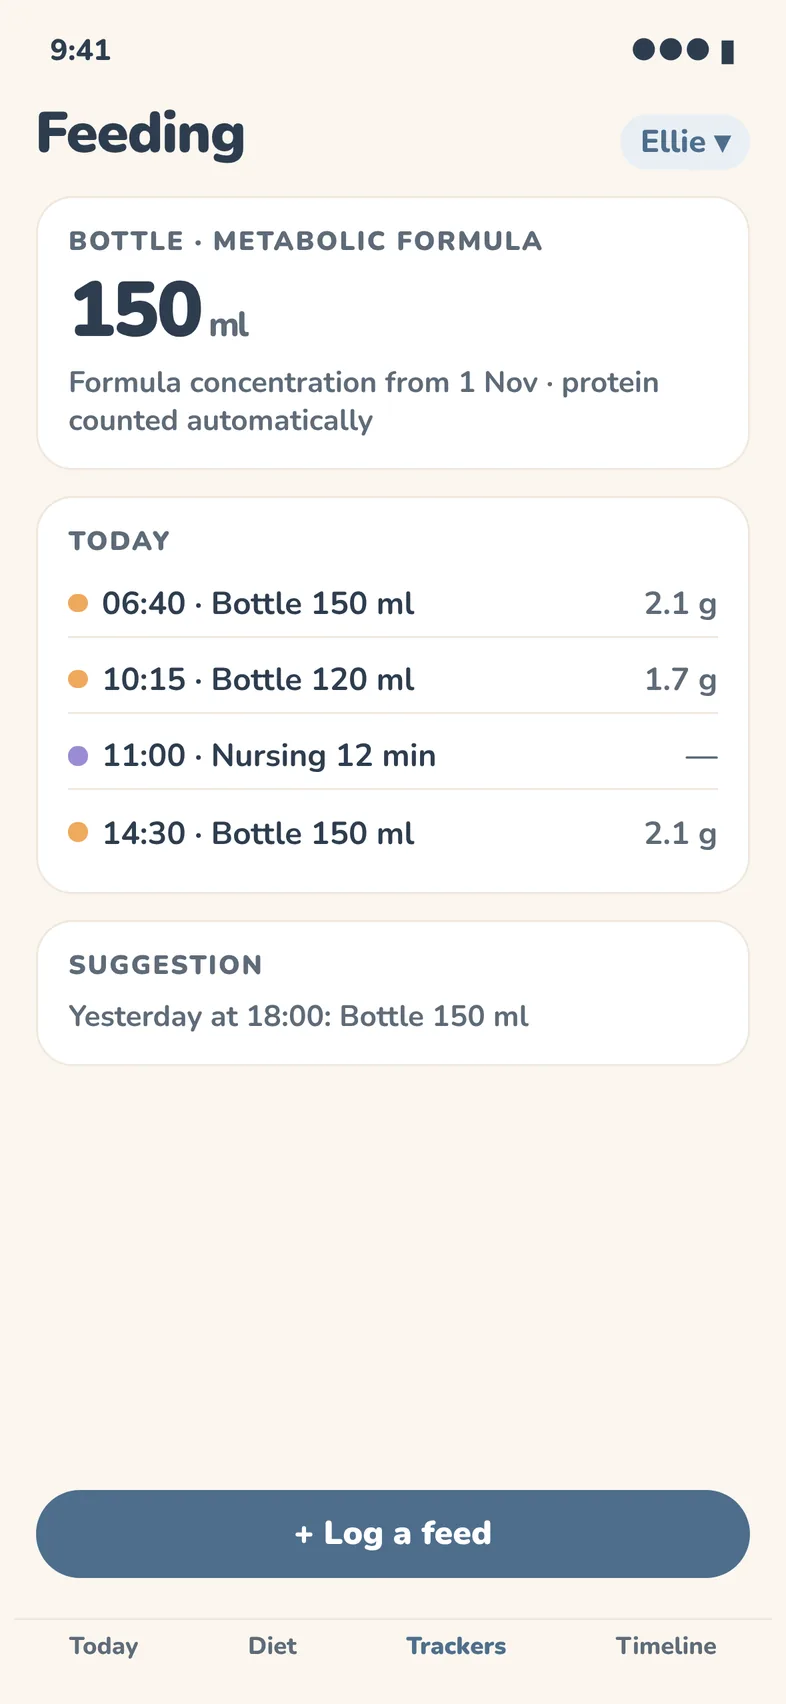 9:41
Feeding
Ellie ▾
BOTTLE · METABOLIC FORMULA
150 ml
Formula concentration from 1 Nov · protein
counted automatically
TODAY
06:40 · Bottle 150 ml 2.1 g
10:15 · Bottle 120 ml 1.7 g
11:00 · Nursing 12 min —
14:30 · Bottle 150 ml 2.1 g
SUGGESTION
Yesterday at 18:00: Bottle 150 ml
+ Log a feed
Today Diet Trackers Timeline